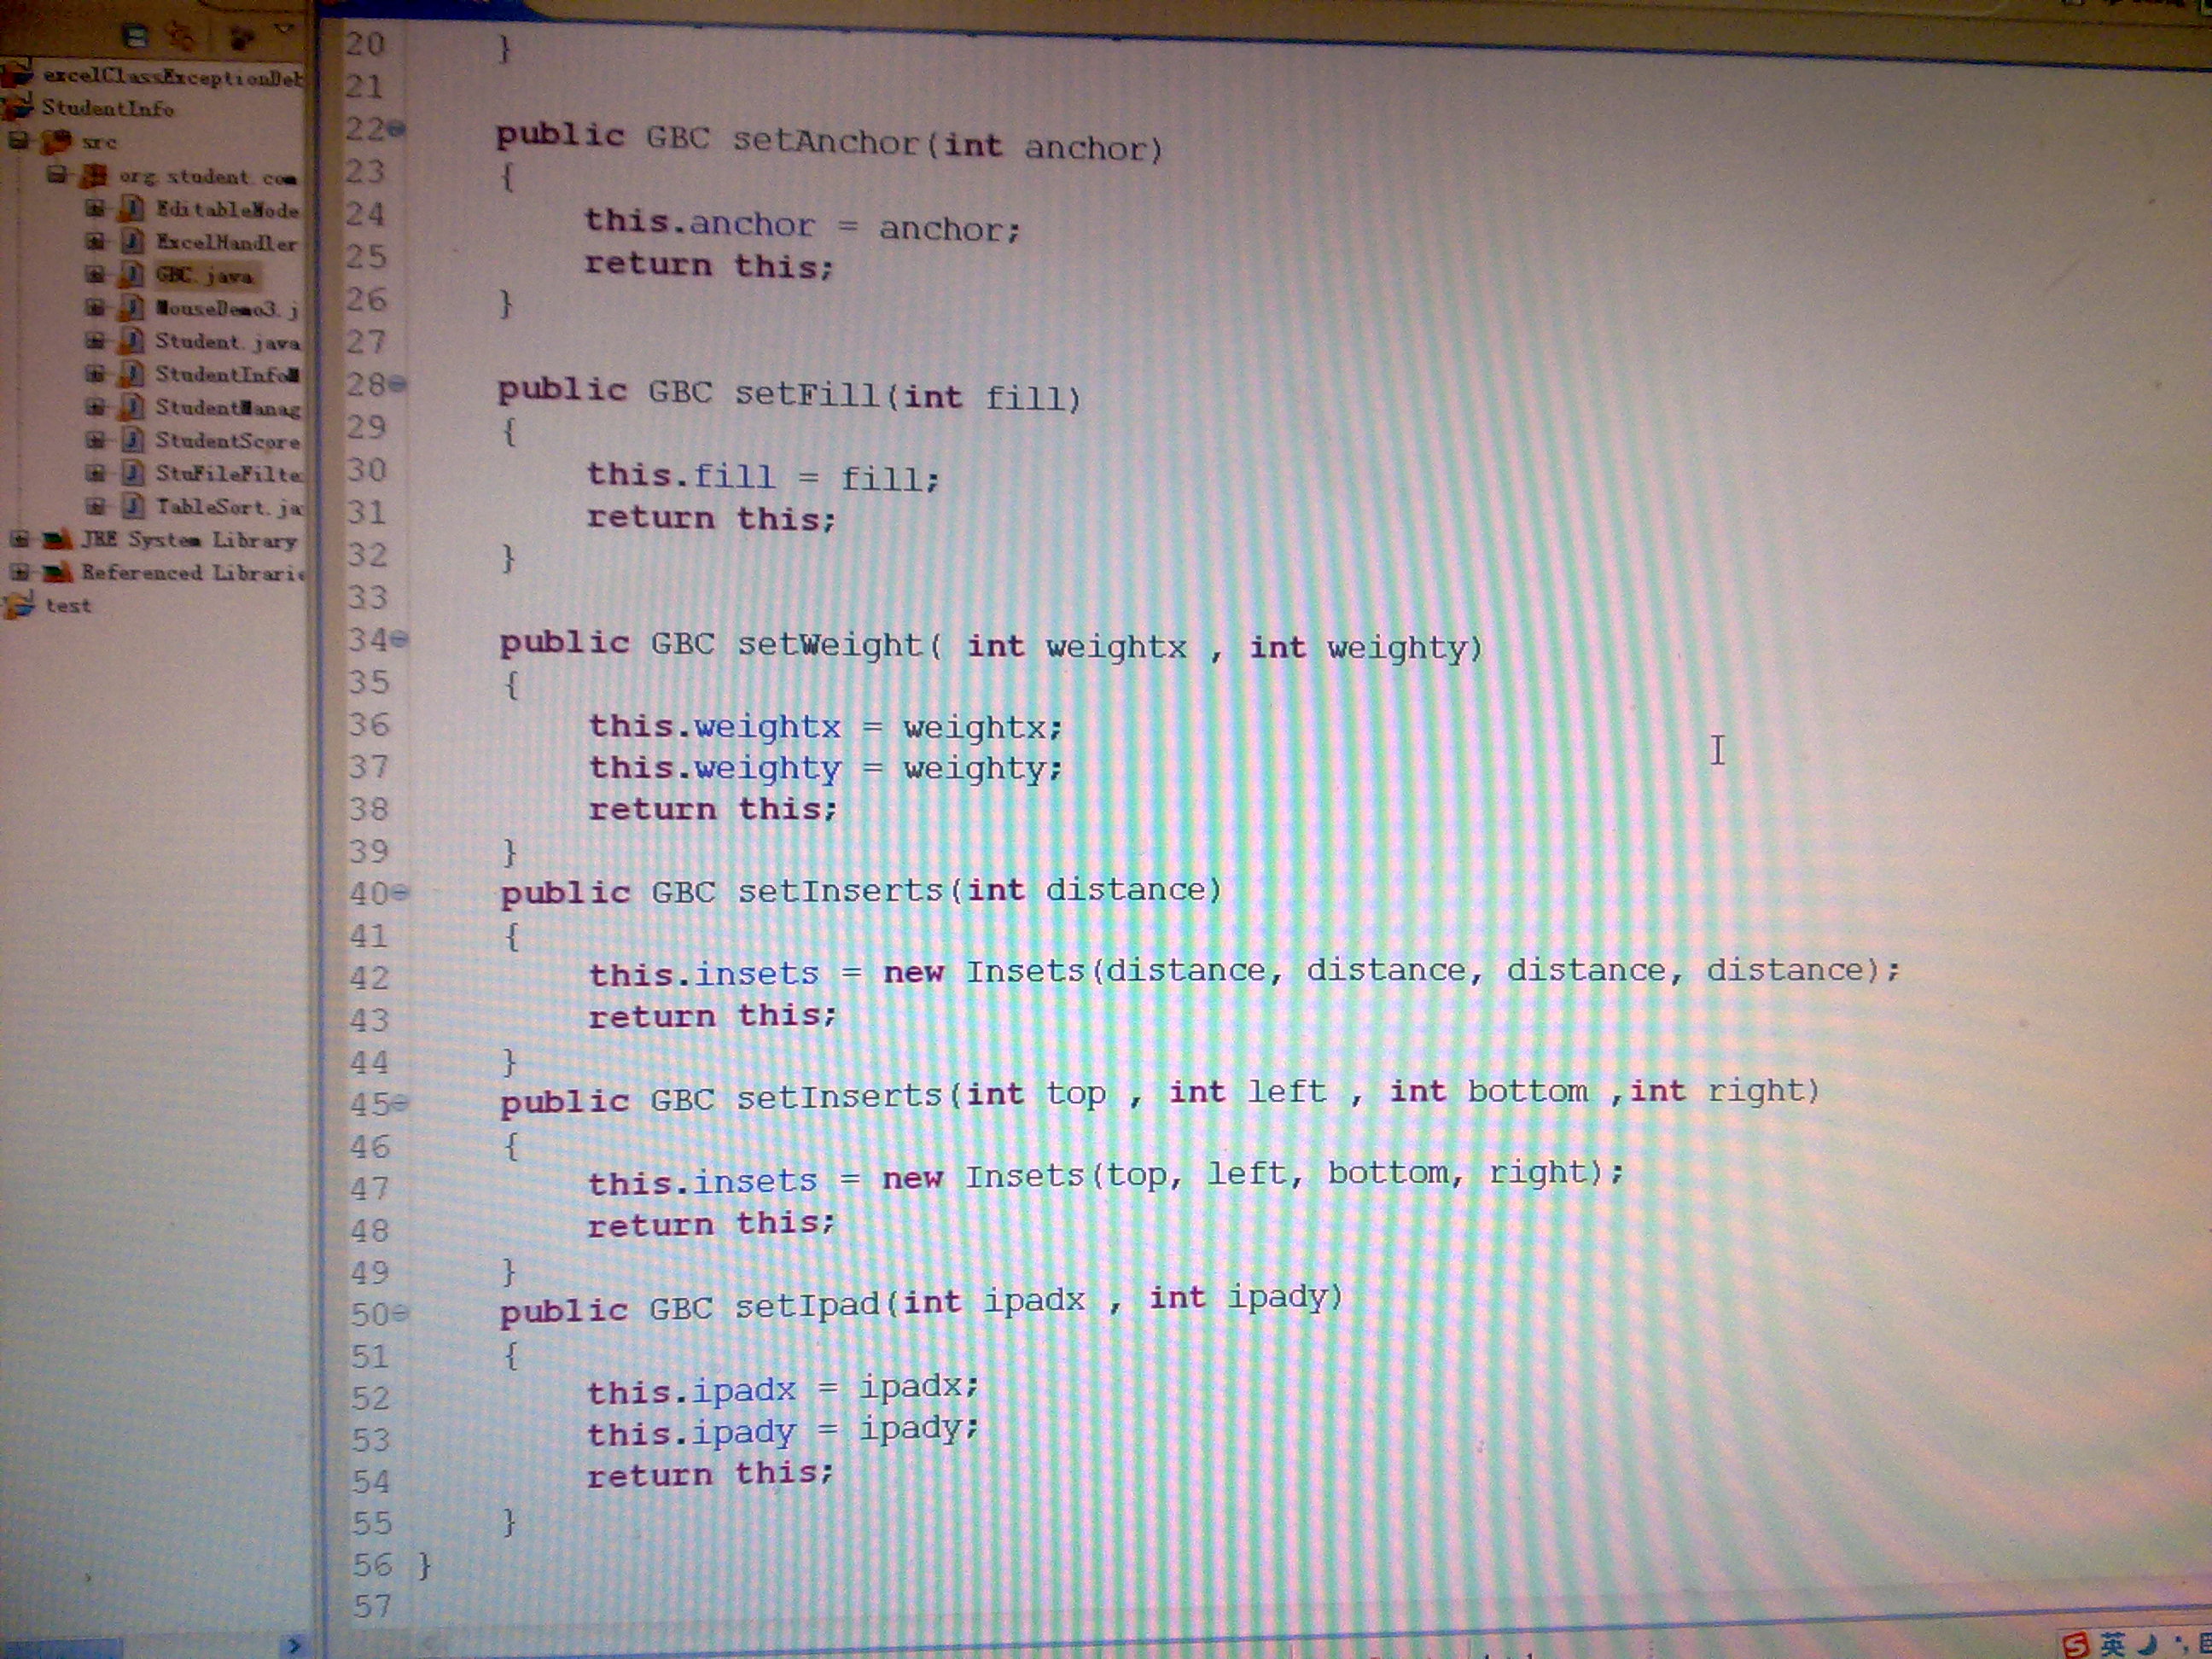 excelClassExceptionDeb
StudentInfo
src
org.student.com
EditableMode
ExcelHandler
GBC.java
MouseDemo3.j
Student.java
StudentInfoM
StudentManag
StudentScore
StuFileFilte
TableSort.ja
JRE System Library
Referenced Librarie
test
20 }
21
22 public GBC setAnchor(int anchor)
23 {
24 this.anchor = anchor;
25 return this;
26 }
27
28 public GBC setFill(int fill)
29 {
30 this.fill = fill;
31 return this;
32 }
33
34 public GBC setWeight( int weightx , int weighty)
35 {
36 this.weightx = weightx;
37 this.weighty = weighty;
38 return this;
39 }
40 public GBC setInserts(int distance)
41 {
42 this.insets = new Insets(distance, distance, distance, distance);
43 return this;
44 }
45 public GBC setInserts(int top , int left , int bottom ,int right)
46 {
47 this.insets = new Insets(top, left, bottom, right);
48 return this;
49 }
50 public GBC setIpad(int ipadx , int ipady)
51 {
52 this.ipadx = ipadx;
53 this.ipady = ipady;
54 return this;
55 }
56 }
57
S 英